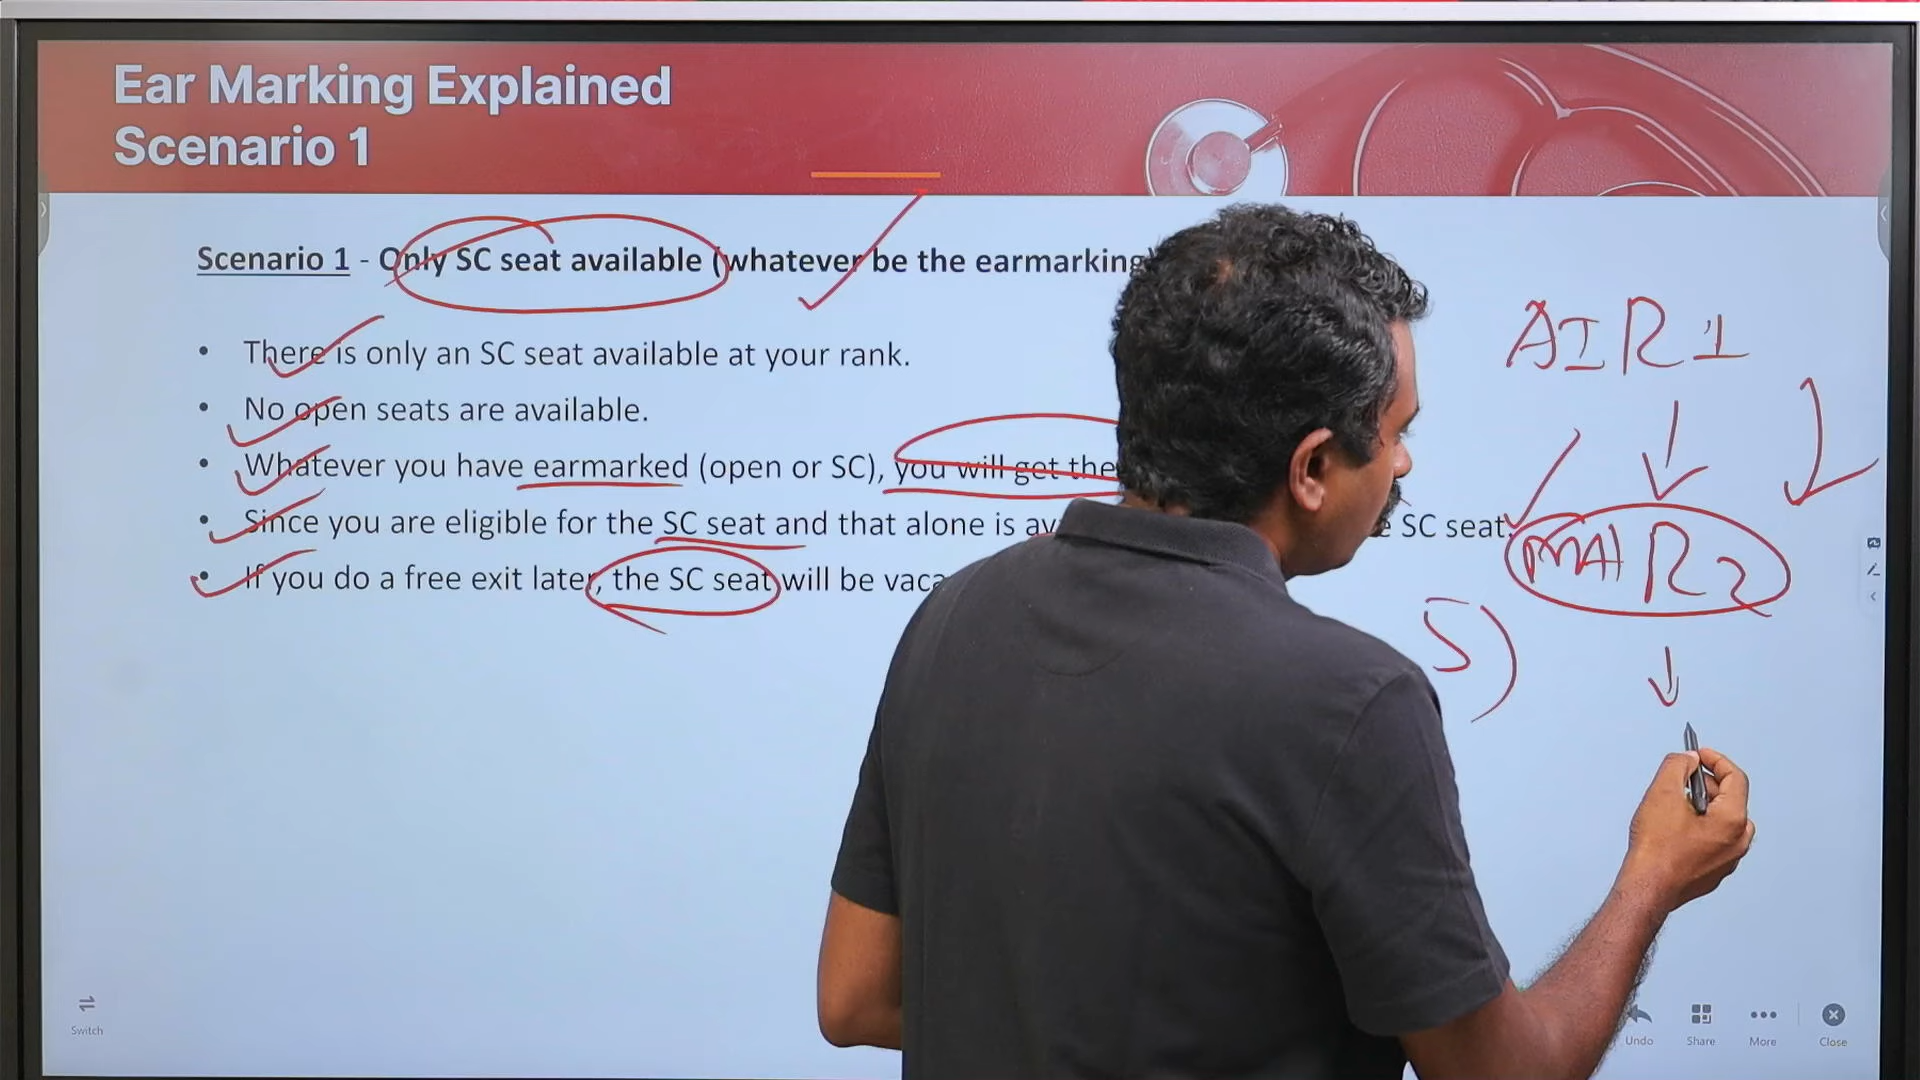 Ear Marking Explained
Scenario 1
Scenario 1 - Only SC seat available (whatever be the earmarking)
• There is only an SC seat available at your rank.
• No open seats are available.
• Whatever you have earmarked (open or SC), you will get the
• Since you are eligible for the SC seat and that alone is SC seat.
• If you do a free exit later, the SC seat will be
AIR 1
R2
5)
Switch
Undo
Share
More
Close